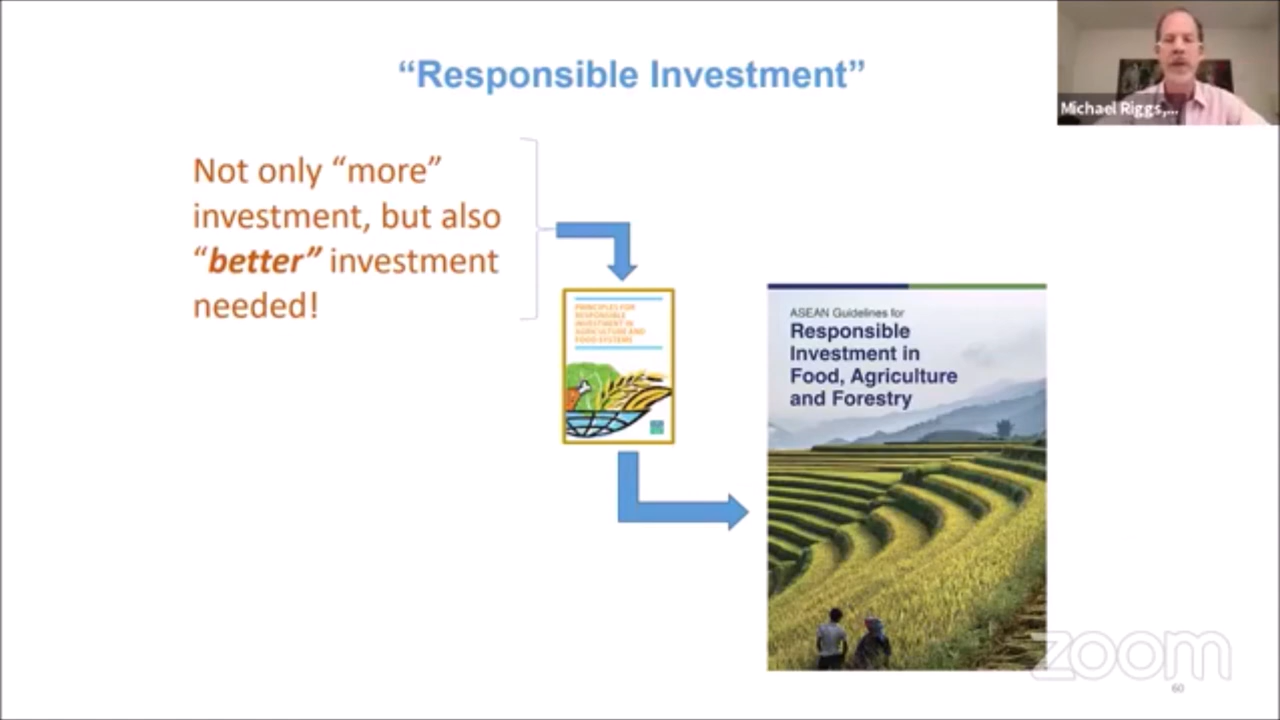 “Responsible Investment”
Michael Riggs,...
Not only “more”
investment, but also
“better” investment
needed!
PRINCIPLES FOR
RESPONSIBLE
INVESTMENT IN
AGRICULTURE AND
FOOD SYSTEMS
ASEAN Guidelines for
Responsible
Investment in
Food, Agriculture
and Forestry
zoom
60